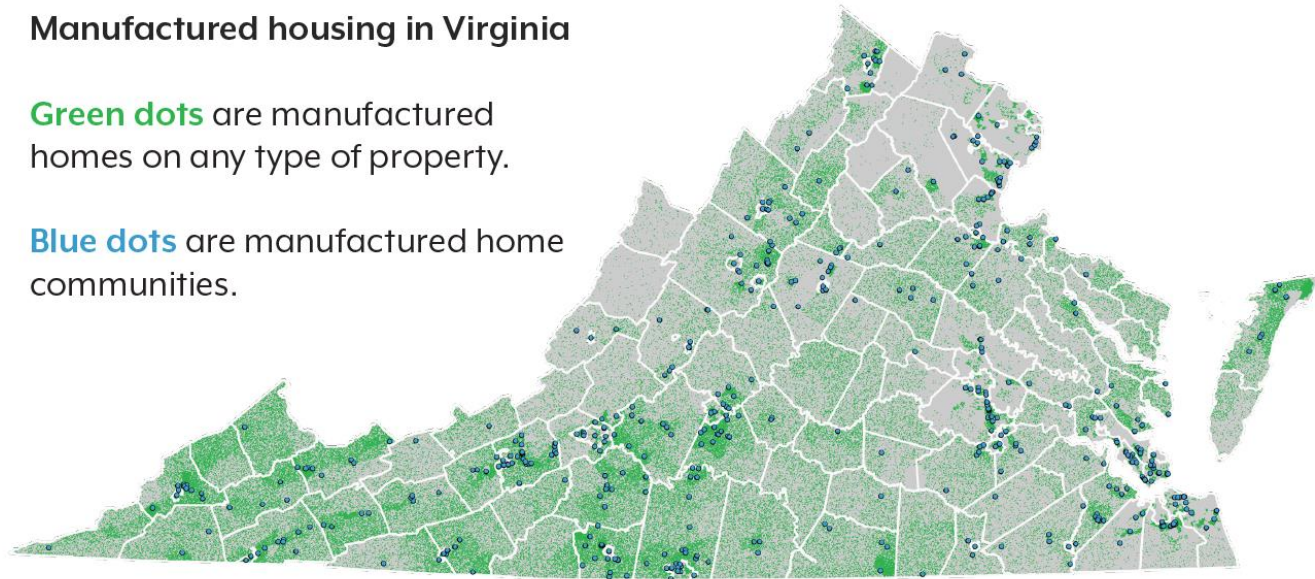 Manufactured housing in Virginia
Green dots are manufactured
homes on any type of property.
Blue dots are manufactured home
communities.